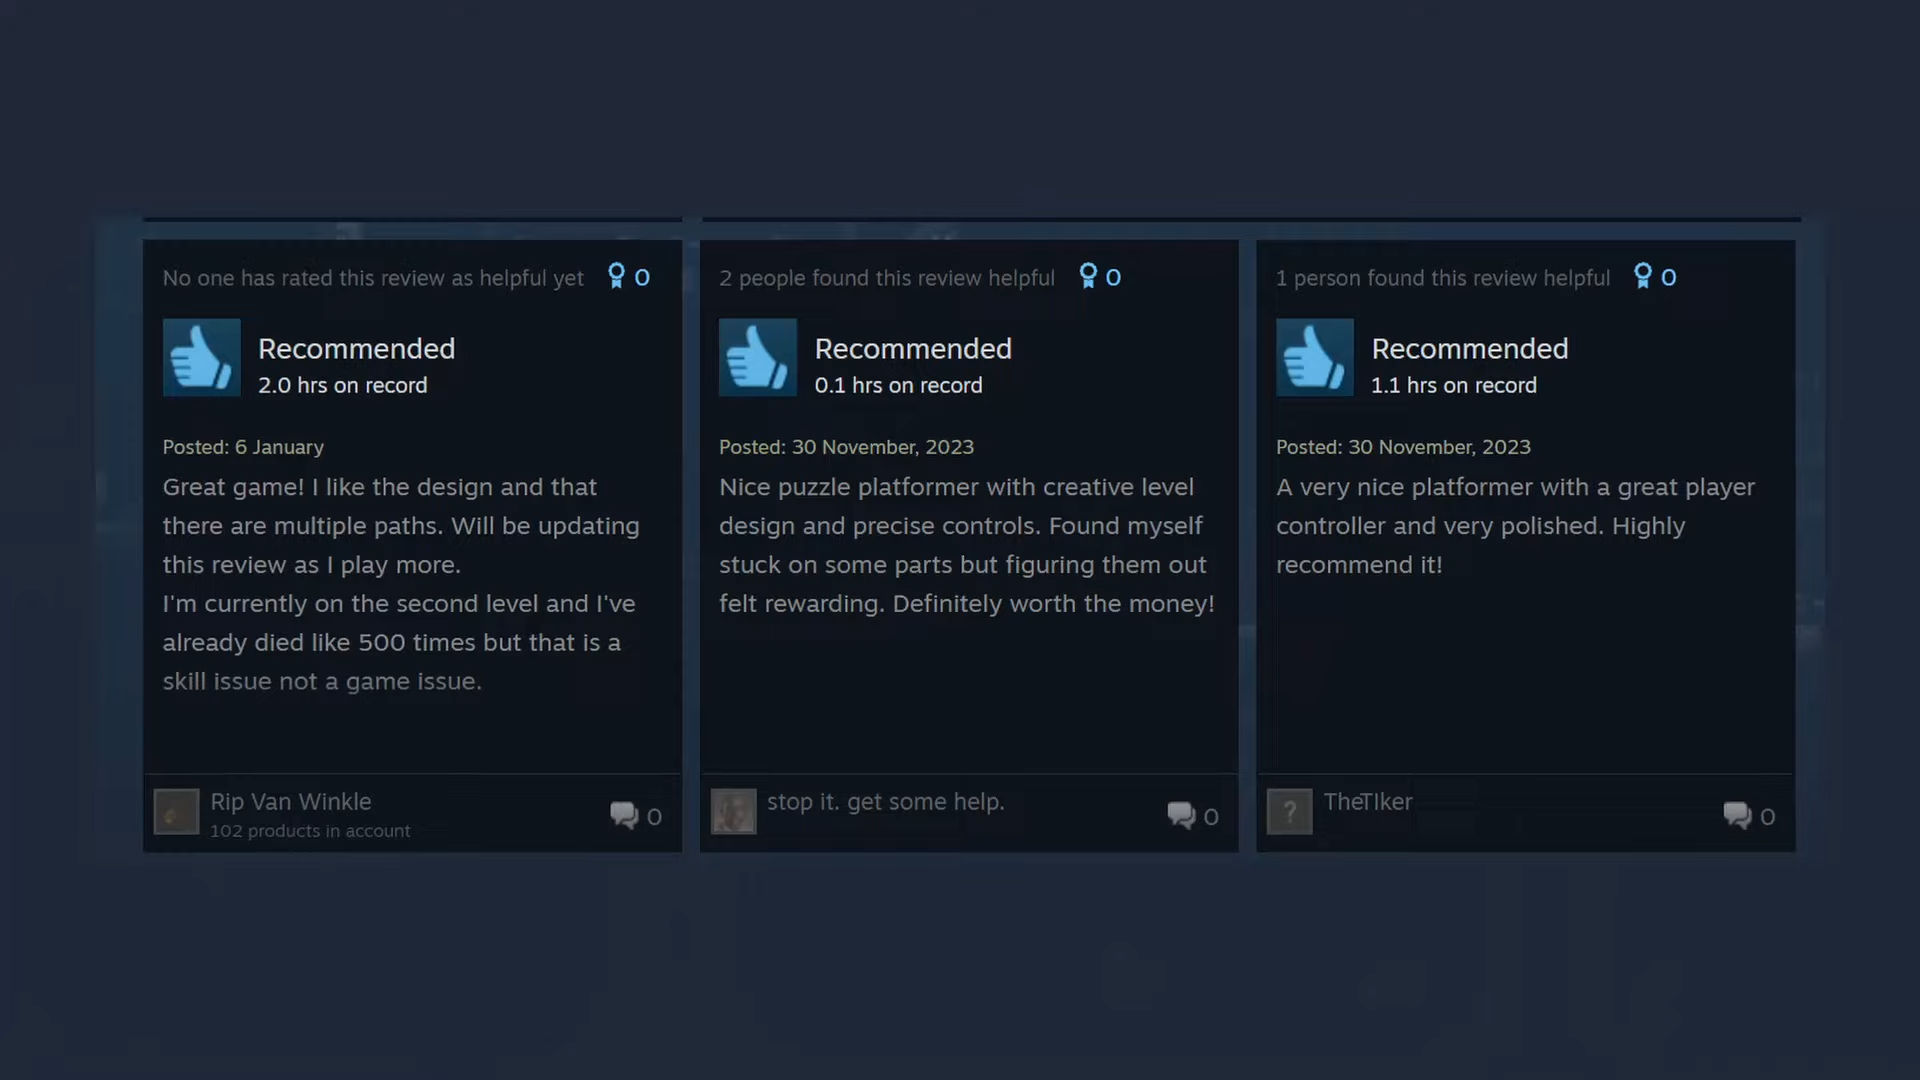 No one has rated this review as helpful yet 0
Recommended
2.0 hrs on record
Posted: 6 January
Great game! I like the design and that
there are multiple paths. Will be updating
this review as I play more.
I'm currently on the second level and I've
already died like 500 times but that is a
skill issue not a game issue.
Rip Van Winkle
102 products in account
0
2 people found this review helpful 0
Recommended
0.1 hrs on record
Posted: 30 November, 2023
Nice puzzle platformer with creative level
design and precise controls. Found myself
stuck on some parts but figuring them out
felt rewarding. Definitely worth the money!
stop it. get some help.
0
1 person found this review helpful 0
Recommended
1.1 hrs on record
Posted: 30 November, 2023
A very nice platformer with a great player
controller and very polished. Highly
recommend it!
?
TheTIker
0